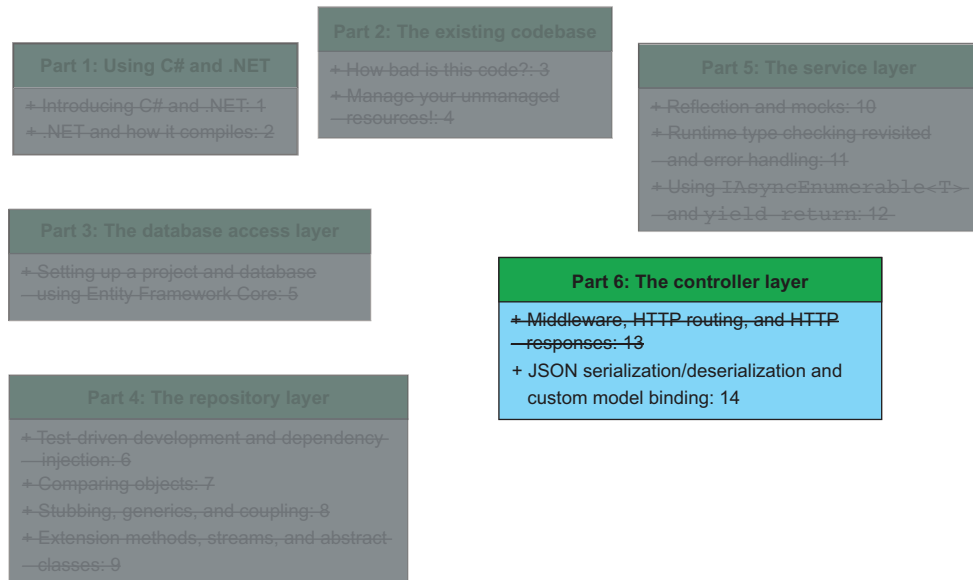 Part 1: Using C# and .NET
+ Introducing C# and .NET: 1
+ .NET and how it compiles: 2
Part 2: The existing codebase
+ How bad is this code?: 3
+ Manage your unmanaged
resources!: 4
Part 5: The service layer
+ Reflection and mocks: 10
+ Runtime type checking revisited
and error handling: 11
+ Using IAsyncEnumerable<T>
and yield return: 12
Part 3: The database access layer
+ Setting up a project and database
using Entity Framework Core: 5
Part 6: The controller layer
+ Middleware, HTTP routing, and HTTP
responses: 13
+ JSON serialization/deserialization and
custom model binding: 14
Part 4: The repository layer
+ Test-driven development and dependency
injection: 6
+ Comparing objects: 7
+ Stubbing, generics, and coupling: 8
+ Extension methods, streams, and abstract
classes: 9